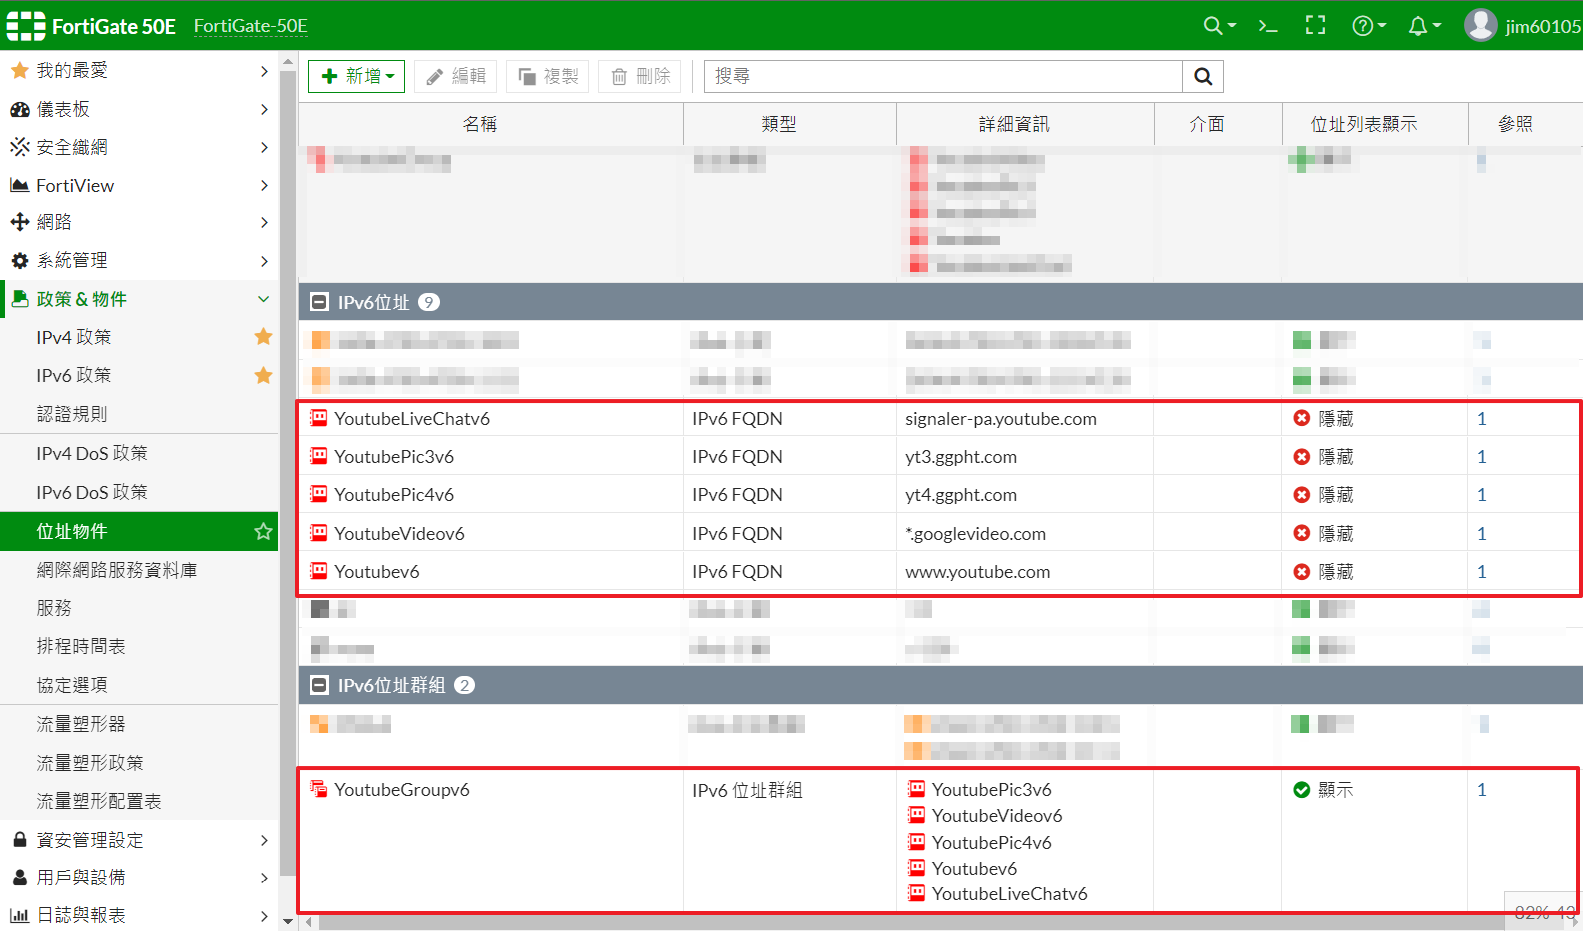 FortiGate 50E FortiGate-50E
jim60105
我的最愛
儀表板
安全織網
FortiView
網路
系統管理
政策 & 物件
IPv4 政策
IPv6 政策
認證規則
IPv4 DoS 政策
IPv6 DoS 政策
位址物件
網際網路服務資料庫
服務
排程時間表
協定選項
流量塑形器
流量塑形政策
流量塑形配置表
資安管理設定
用戶與設備
日誌與報表
新增 編輯 複製 刪除 搜尋
名稱 類型 詳細資訊 介面 位址列表顯示 參照
IPv6位址 9
YoutubeLiveChatv6 IPv6 FQDN signaler-pa.youtube.com 隱藏 1
YoutubePic3v6 IPv6 FQDN yt3.ggpht.com 隱藏 1
YoutubePic4v6 IPv6 FQDN yt4.ggpht.com 隱藏 1
YoutubeVideov6 IPv6 FQDN *.googlevideo.com 隱藏 1
Youtubev6 IPv6 FQDN www.youtube.com 隱藏 1
IPv6位址群組 2
YoutubeGroupv6 IPv6 位址群組 YoutubePic3v6 顯示 1
YoutubeVideov6
YoutubePic4v6
Youtubev6
YoutubeLiveChatv6